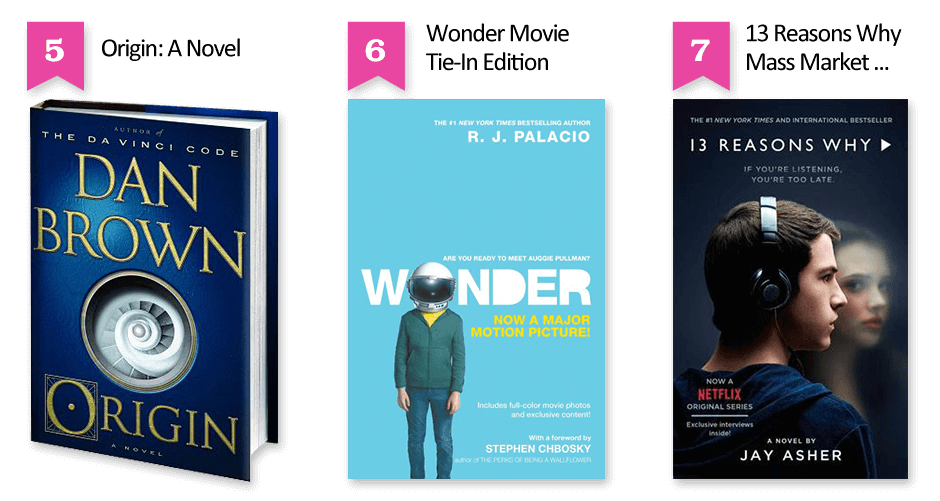 5
Origin: A Novel
AUTHOR of
THE DA VINCI CODE
DAN
BROWN
ORIGIN
A NOVEL
6
Wonder Movie
Tie-In Edition
THE #1 NEW YORK TIMES BESTSELLING AUTHOR
R. J. PALACIO
ARE YOU READY TO MEET AUGGIE PULLMAN?
WONDER
NOW A MAJOR
MOTION PICTURE!
Includes full-color movie photos
and exclusive content!
With a foreword by
STEPHEN CHBOSKY
author of THE PERKS OF BEING A WALLFLOWER
7
13 Reasons Why
Mass Market ...
THE #1 NEW YORK TIMES AND INTERNATIONAL BESTSELLER
13 REASONS WHY
IF YOU'RE LISTENING,
YOU'RE TOO LATE.
NOW A
NETFLIX
ORIGINAL SERIES
Exclusive interviews
inside!
A NOVEL BY
JAY ASHER